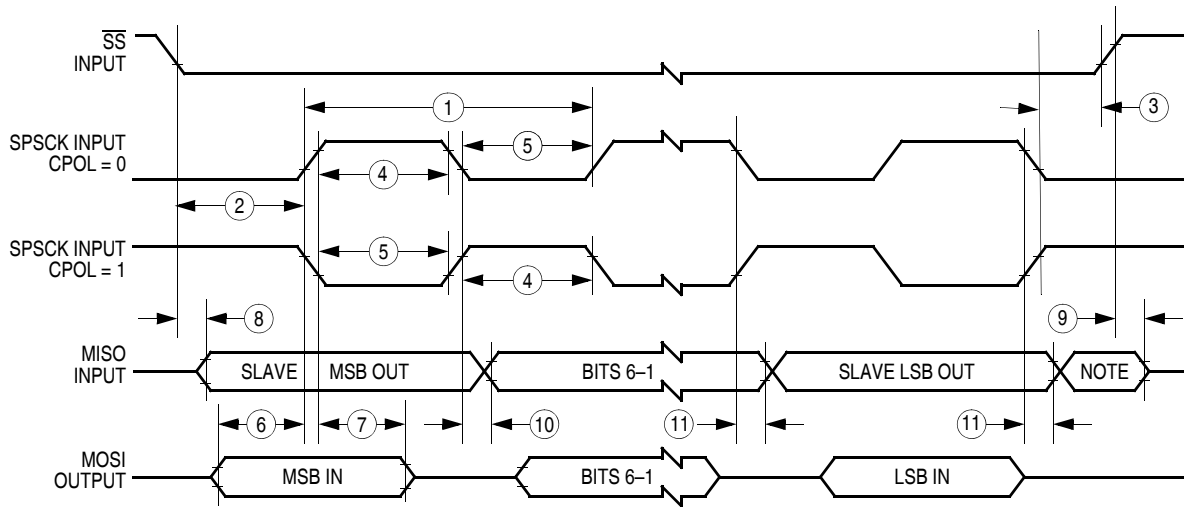 SS
INPUT
1
3
SPSCK INPUT
CPOL = 0
5
4
2
SPSCK INPUT
CPOL = 1
5
4
8
9
MISO
INPUT
SLAVE MSB OUT
BITS 6–1
SLAVE LSB OUT
NOTE
6
7
10
11
11
MOSI
OUTPUT
MSB IN
BITS 6–1
LSB IN